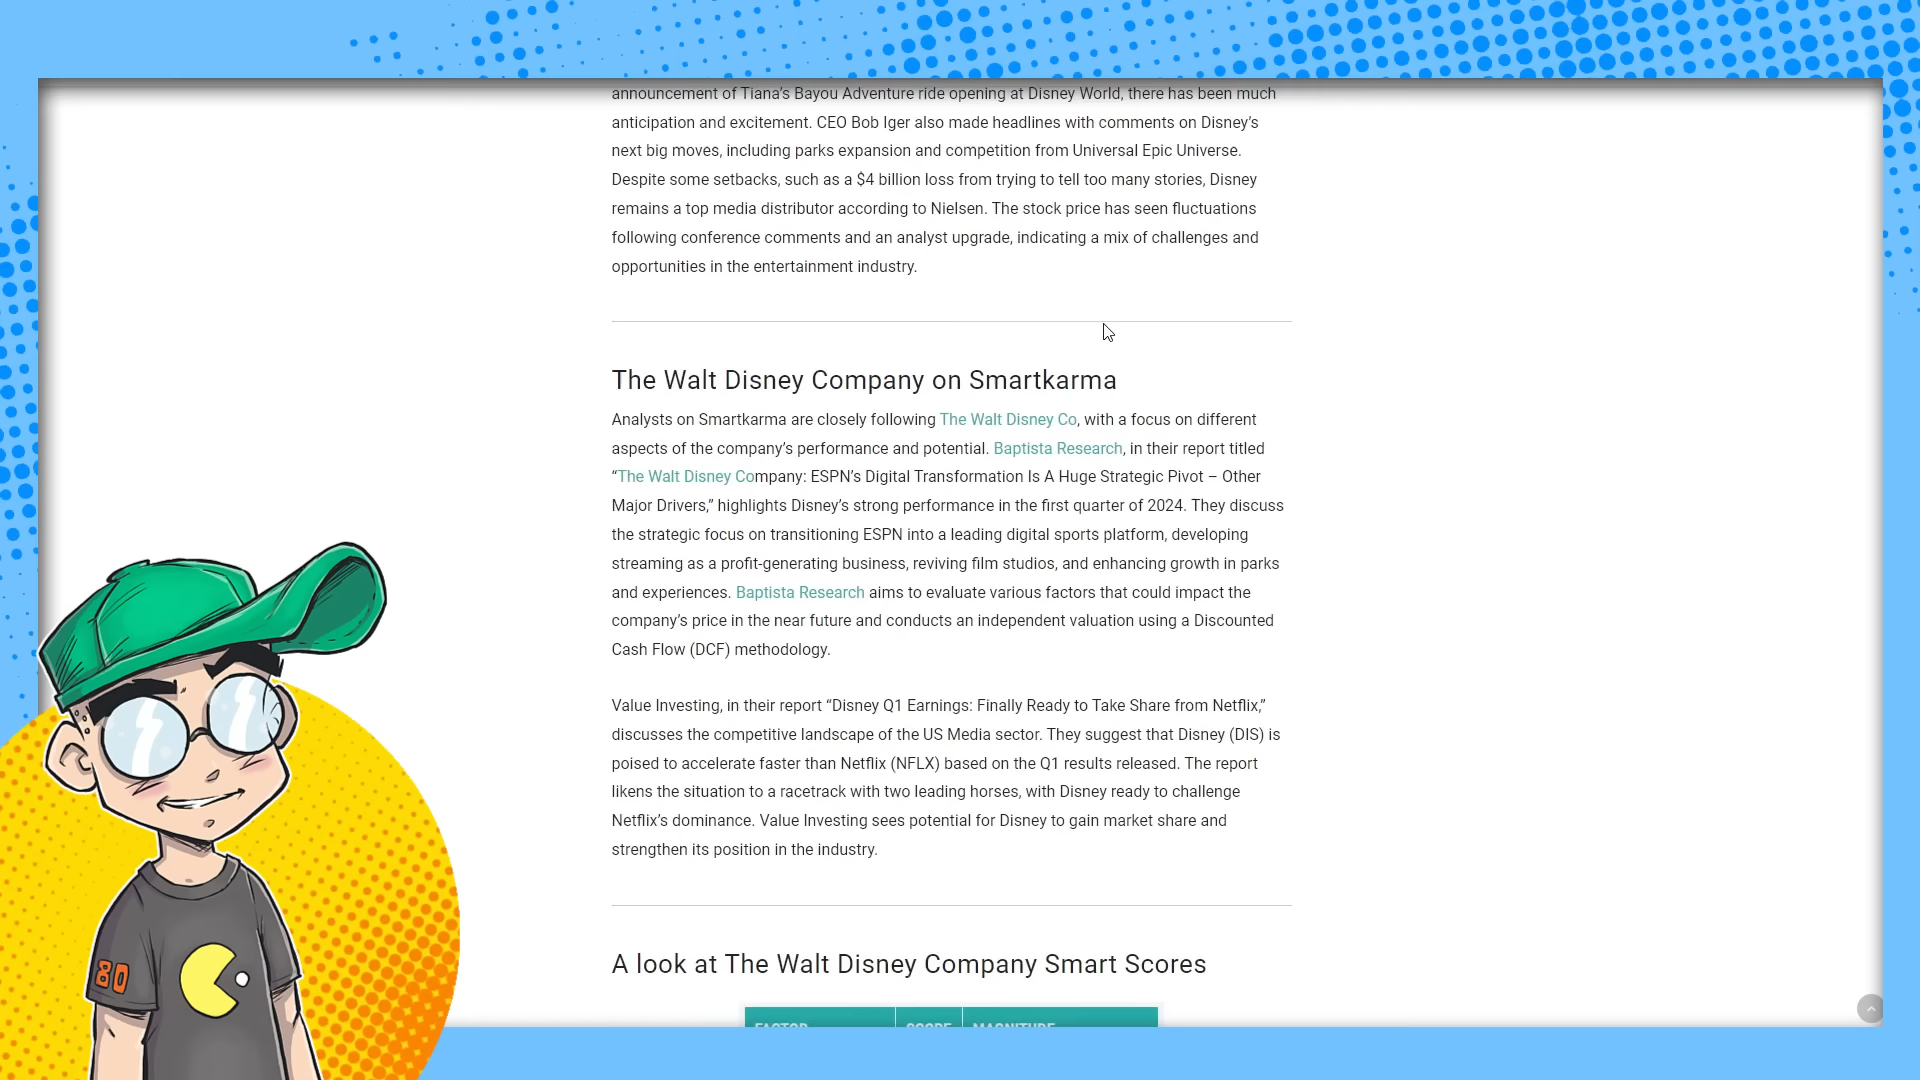 announcement of Tiana’s Bayou Adventure ride opening at Disney World, there has been much
anticipation and excitement. CEO Bob Iger also made headlines with comments on Disney’s
next big moves, including parks expansion and competition from Universal Epic Universe.
Despite some setbacks, such as a $4 billion loss from trying to tell too many stories, Disney
remains a top media distributor according to Nielsen. The stock price has seen fluctuations
following conference comments and an analyst upgrade, indicating a mix of challenges and
opportunities in the entertainment industry.
The Walt Disney Company on Smartkarma
Analysts on Smartkarma are closely following The Walt Disney Co, with a focus on different
aspects of the company’s performance and potential. Baptista Research, in their report titled
“The Walt Disney Company: ESPN’s Digital Transformation Is A Huge Strategic Pivot – Other
Major Drivers,” highlights Disney’s strong performance in the first quarter of 2024. They discuss
the strategic focus on transitioning ESPN into a leading digital sports platform, developing
streaming as a profit-generating business, reviving film studios, and enhancing growth in parks
and experiences. Baptista Research aims to evaluate various factors that could impact the
company’s price in the near future and conducts an independent valuation using a Discounted
Cash Flow (DCF) methodology.
Value Investing, in their report “Disney Q1 Earnings: Finally Ready to Take Share from Netflix,”
discusses the competitive landscape of the US Media sector. They suggest that Disney (DIS) is
poised to accelerate faster than Netflix (NFLX) based on the Q1 results released. The report
likens the situation to a racetrack with two leading horses, with Disney ready to challenge
Netflix’s dominance. Value Investing sees potential for Disney to gain market share and
strengthen its position in the industry.
A look at The Walt Disney Company Smart Scores
FACTOR SCORE MAGNITUDE
80